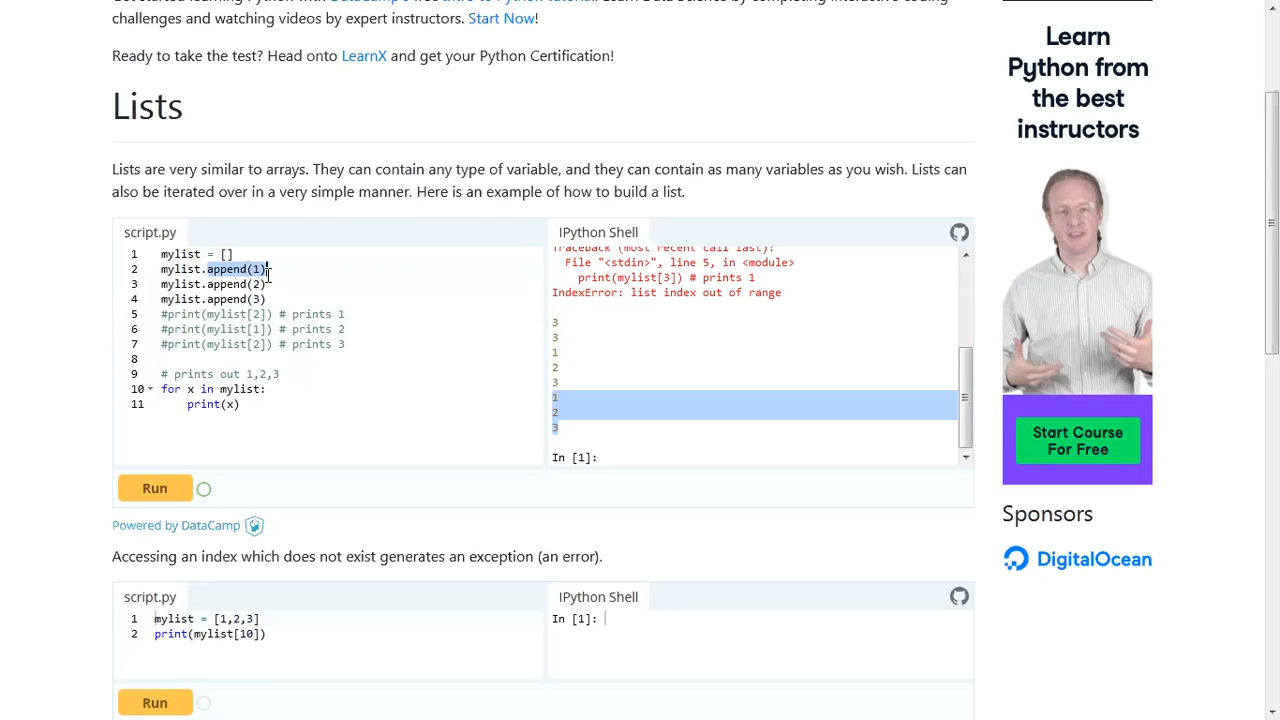 challenges and watching videos by expert instructors. Start Now!
Ready to take the test? Head onto LearnX and get your Python Certification!
Lists
Lists are very similar to arrays. They can contain any type of variable, and they can contain as many variables as you wish. Lists can
also be iterated over in a very simple manner. Here is an example of how to build a list.
script.py
1 mylist = []
2 mylist.append(1)
3 mylist.append(2)
4 mylist.append(3)
5 #print(mylist[2]) # prints 1
6 #print(mylist[1]) # prints 2
7 #print(mylist[2]) # prints 3
8
9 # prints out 1,2,3
10 for x in mylist:
11 print(x)
IPython Shell
Traceback (most recent call last):
File "<stdin>", line 5, in <module>
print(mylist[3]) # prints 1
IndexError: list index out of range
3
3
1
2
3
1
2
3
In [1]:
Run
Powered by DataCamp
Accessing an index which does not exist generates an exception (an error).
script.py
1 mylist = [1,2,3]
2 print(mylist[10])
IPython Shell
In [1]:
Run
Learn
Python from
the best
instructors
Start Course
For Free
Sponsors
DigitalOcean